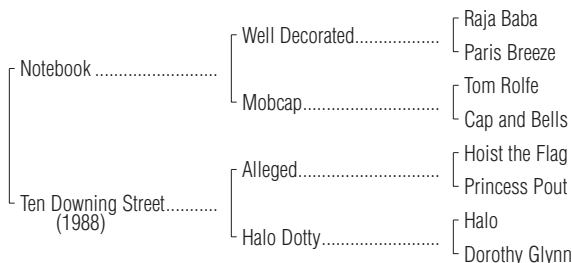 Raja Baba
Well Decorated...................
Paris Breeze
Notebook ...........................
Tom Rolfe
Mobcap..............................
Cap and Bells
Hoist the Flag
Alleged...............................
Princess Pout
Ten Downing Street...........
(1988)
Halo
Halo Dotty..........................
Dorothy Glynn